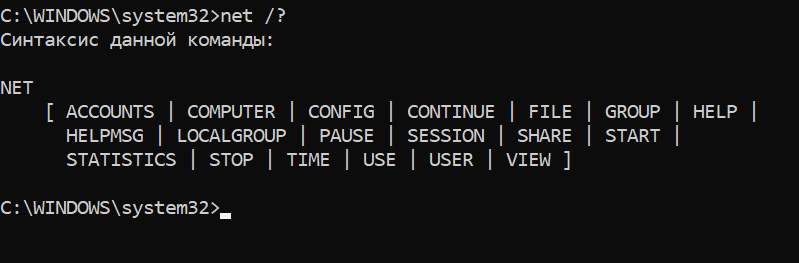 C:\WINDOWS\system32>net /?
Синтаксис данной команды:
NET
[ ACCOUNTS | COMPUTER | CONFIG | CONTINUE | FILE | GROUP | HELP |
HELPMSG | LOCALGROUP | PAUSE | SESSION | SHARE | START |
STATISTICS | STOP | TIME | USE | USER | VIEW ]
C:\WINDOWS\system32>